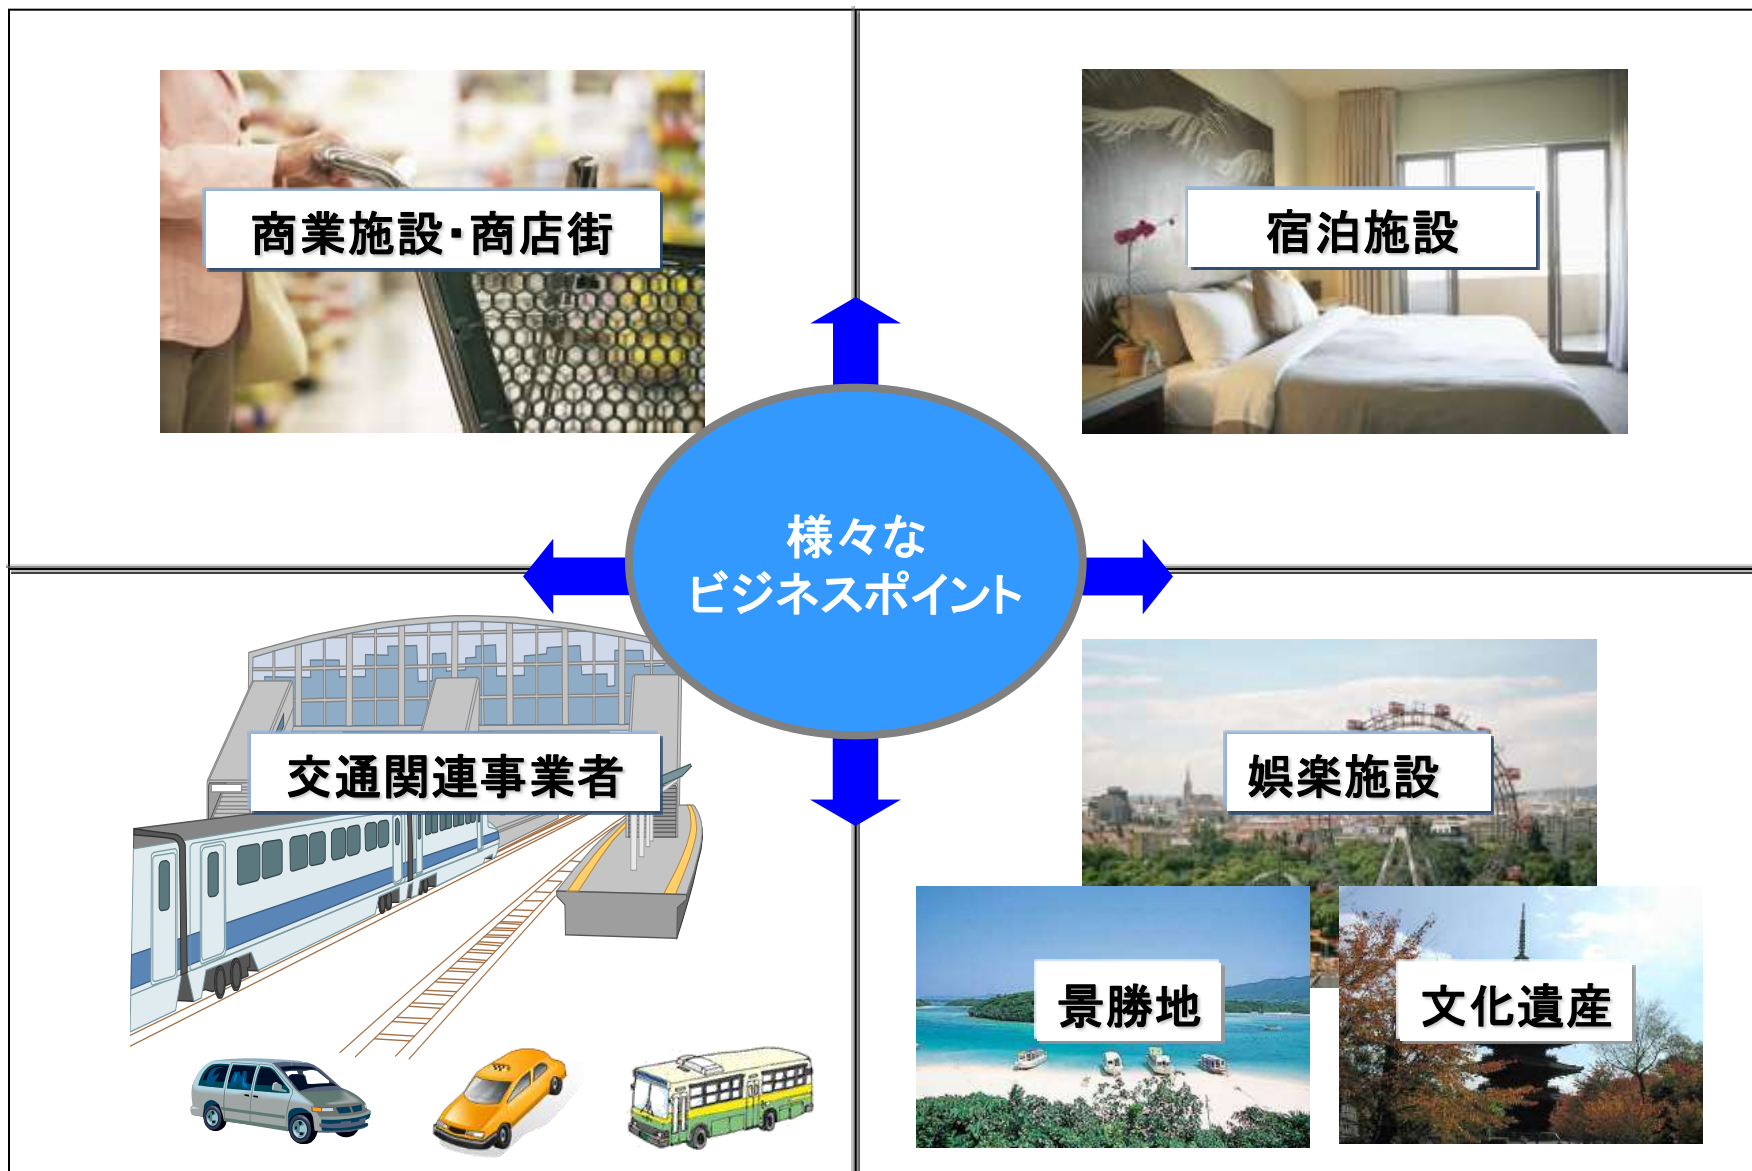 商業施設・商店街
宿泊施設
様々な
ビジネスポイント
交通関連事業者
娯楽施設
景勝地
文化遺産